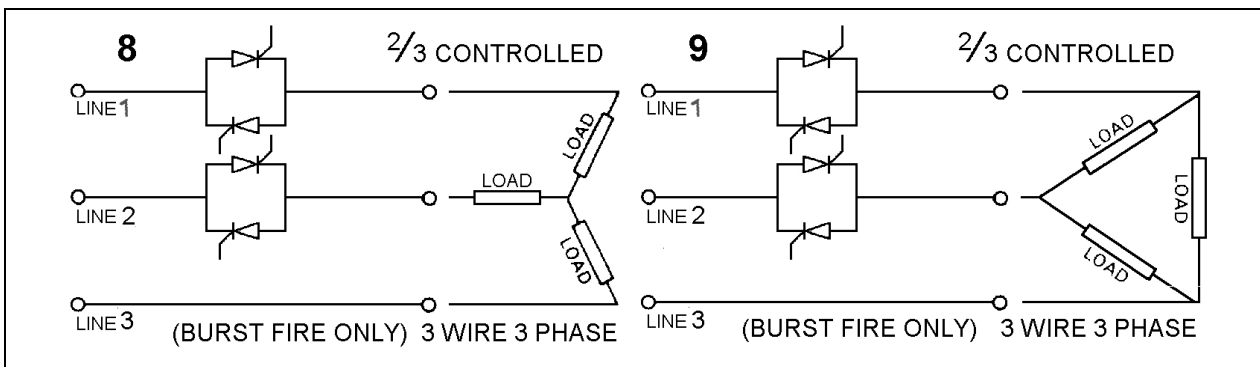 8
2/3 CONTROLLED
LINE 1
LOAD
LINE 2
LOAD
LOAD
LINE 3
(BURST FIRE ONLY) 3 WIRE 3 PHASE
9
2/3 CONTROLLED
LINE 1
LOAD
LINE 2
LOAD
LOAD
LINE 3
(BURST FIRE ONLY) 3 WIRE 3 PHASE